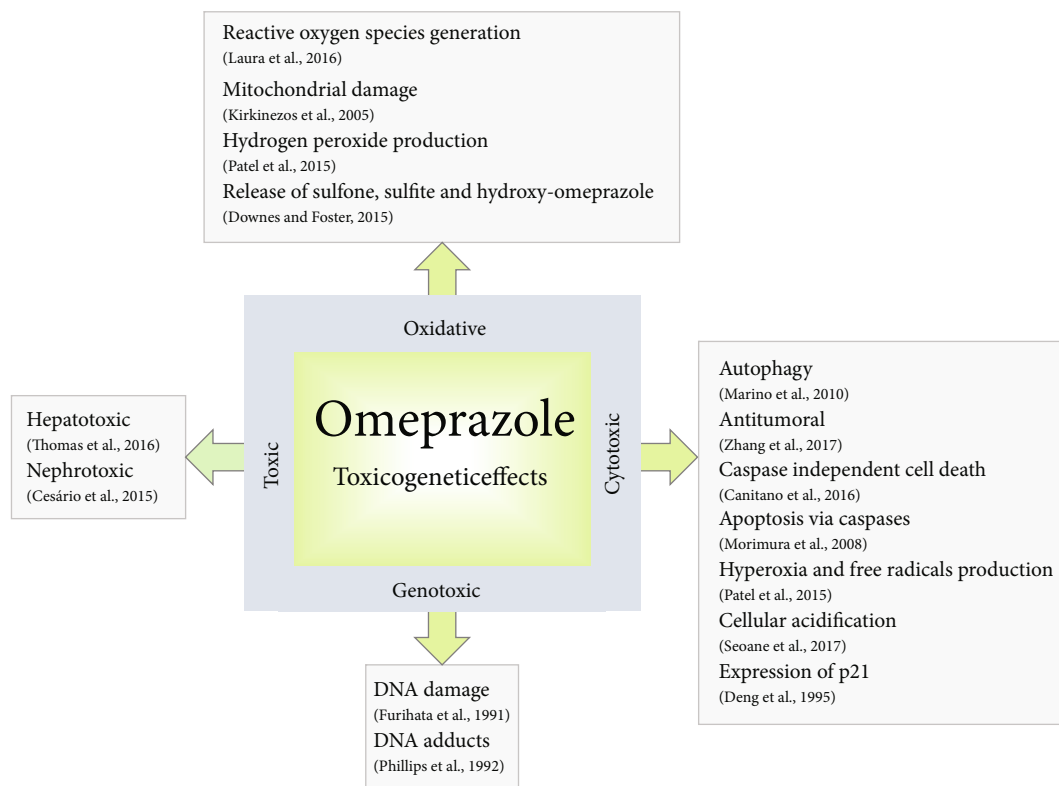 Reactive oxygen species generation
(Laura et al., 2016)
Mitochondrial damage
(Kirkinezos et al., 2005)
Hydrogen peroxide production
(Patel et al., 2015)
Release of sulfone, sulfite and hydroxy-omeprazole
(Downes and Foster, 2015)
Oxidative
Hepatotoxic
(Thomas et al., 2016)
Nephrotoxic
(Cesário et al., 2015)
Toxic
Omeprazole
Toxicogeneticeffects
Cytotoxic
Autophagy
(Marino et al., 2010)
Antitumoral
(Zhang et al., 2017)
Caspase independent cell death
(Canitano et al., 2016)
Apoptosis via caspases
(Morimura et al., 2008)
Hyperoxia and free radicals production
(Patel et al., 2015)
Cellular acidification
(Seoane et al., 2017)
Expression of p21
(Deng et al., 1995)
Genotoxic
DNA damage
(Furihata et al., 1991)
DNA adducts
(Phillips et al., 1992)